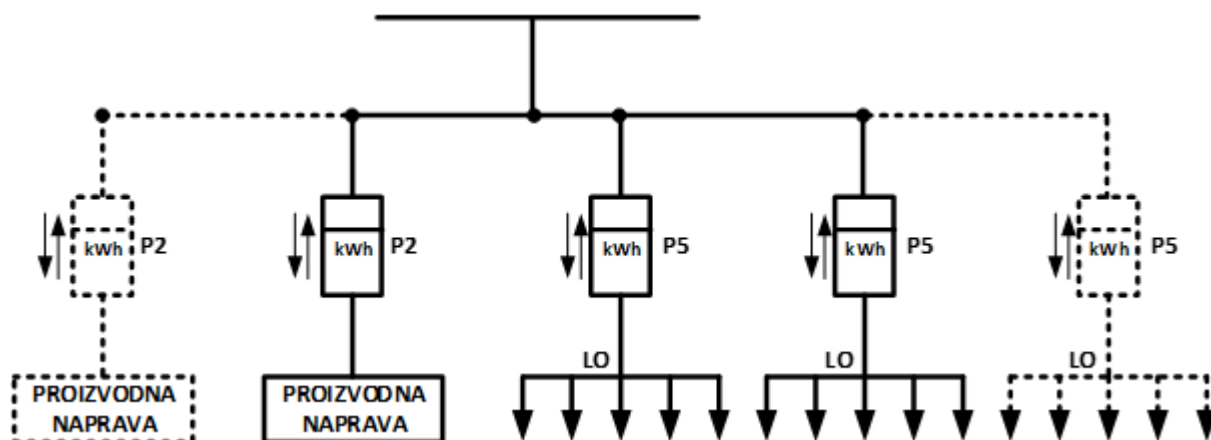 kWh P2
kWh P2
kWh P5
kWh P5
kWh P5
LO
LO
LO
PROIZVODNA
NAPRAVA
PROIZVODNA
NAPRAVA